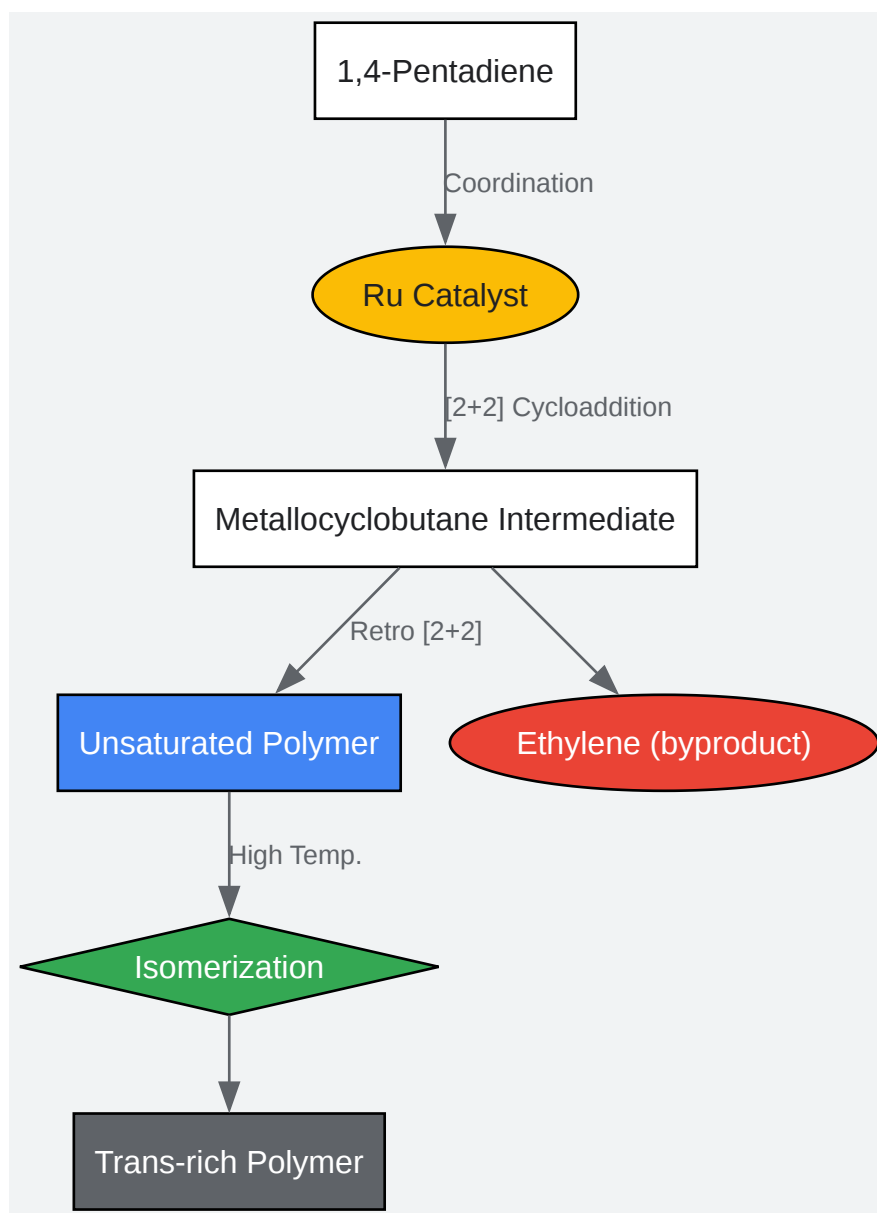 1,4-Pentadiene
Coordination
Ru Catalyst
[2+2] Cycloaddition
Metallocyclobutane Intermediate
Retro [2+2]
Unsaturated Polymer
Ethylene (byproduct)
High Temp.
Isomerization
Trans-rich Polymer